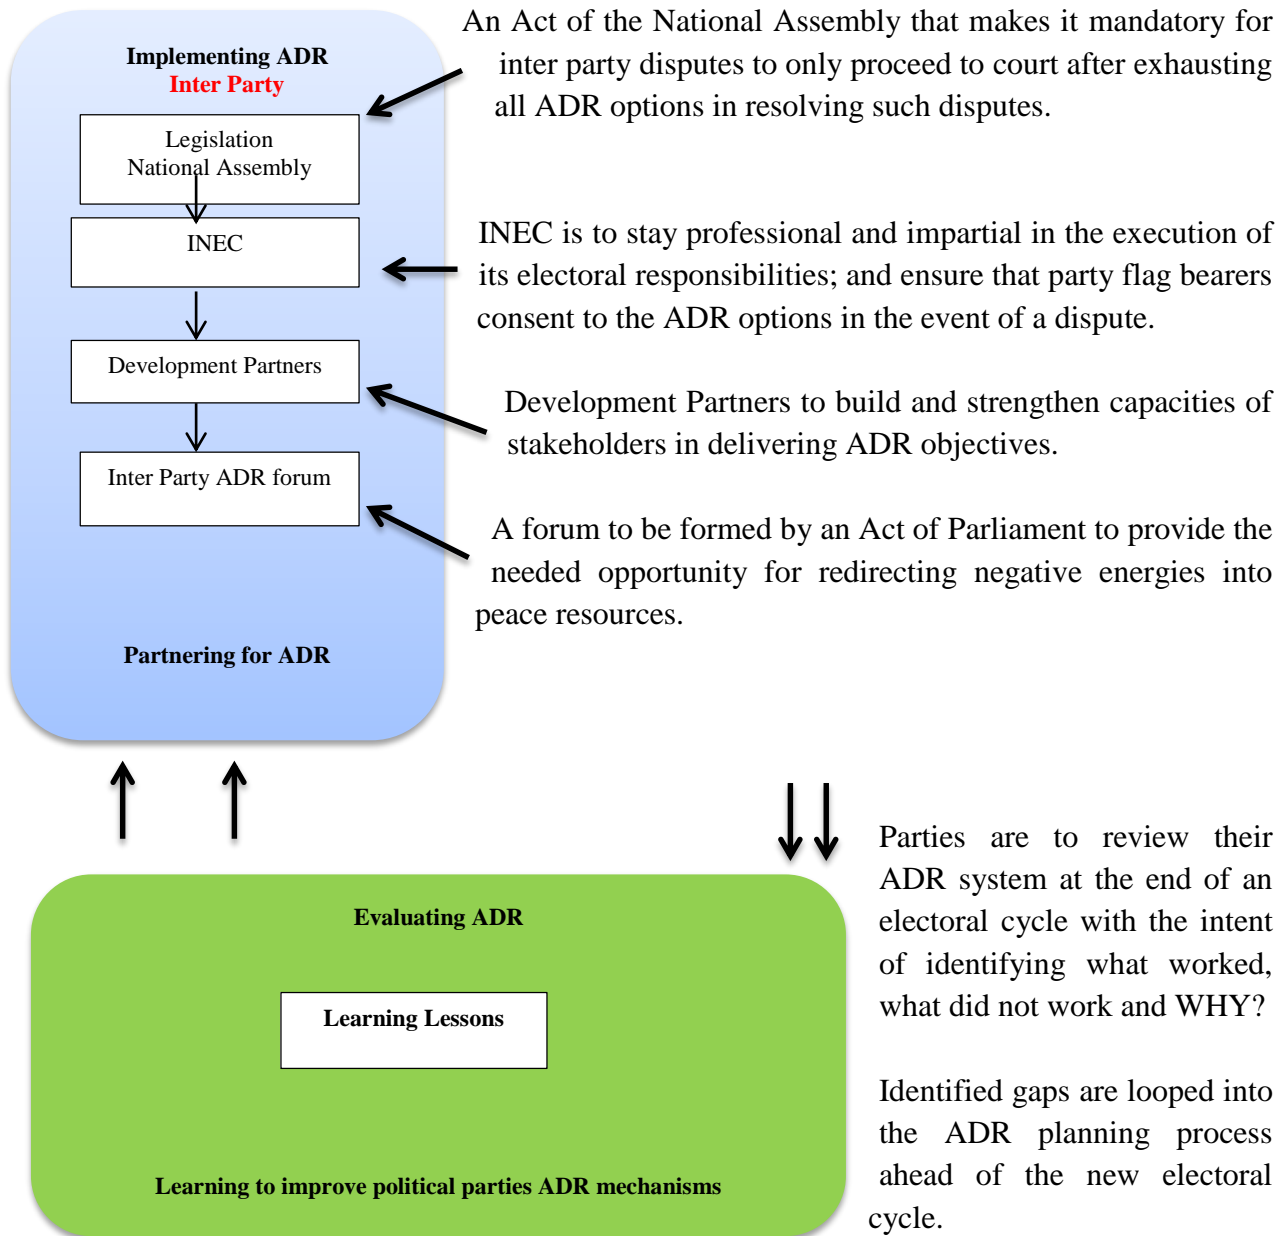 Implementing ADR
Inter Party
Legislation
National Assembly
INEC
Development Partners
Inter Party ADR forum
Partnering for ADR
An Act of the National Assembly that makes it mandatory for
inter party disputes to only proceed to court after exhausting
all ADR options in resolving such disputes.
INEC is to stay professional and impartial in the execution of
its electoral responsibilities; and ensure that party flag bearers
consent to the ADR options in the event of a dispute.
Development Partners to build and strengthen capacities of
stakeholders in delivering ADR objectives.
A forum to be formed by an Act of Parliament to provide the
needed opportunity for redirecting negative energies into
peace resources.
Evaluating ADR
Learning Lessons
Learning to improve political parties ADR mechanisms
Parties are to review their
ADR system at the end of an
electoral cycle with the intent
of identifying what worked,
what did not work and WHY?
Identified gaps are looped into
the ADR planning process
ahead of the new electoral
cycle.